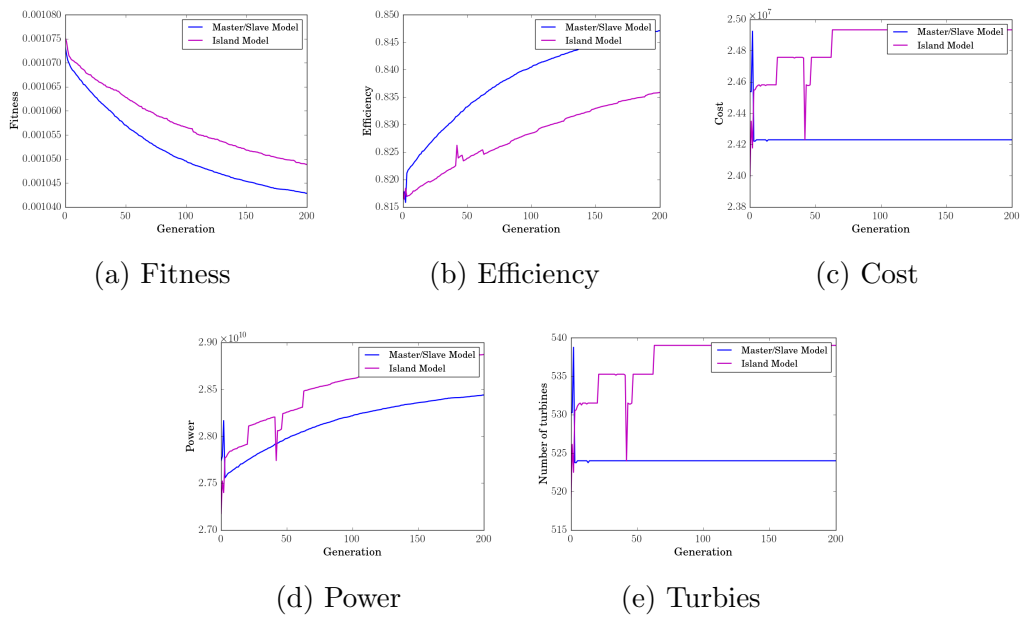 0.001080
0.001075
0.001070
0.001065
0.001060
0.001055
0.001050
0.001045
0.001040
Fitness
0 50 100 150 200
Generation
Master/Slave Model
Island Model
(a) Fitness
0.850
0.845
0.840
0.835
0.830
0.825
0.820
0.815
Efficiency
0 50 100 150 200
Generation
Master/Slave Model
Island Model
(b) Efficiency
2.50 ×10⁷
2.48
2.46
2.44
2.42
2.40
2.38
Cost
0 50 100 150 200
Generation
Master/Slave Model
Island Model
(c) Cost
2.90 ×10¹⁰
2.85
2.80
2.75
2.70
Power
0 50 100 150 200
Generation
Master/Slave Model
Island Model
(d) Power
540
535
530
525
520
515
Number of turbines
0 50 100 150 200
Generation
Master/Slave Model
Island Model
(e) Turbies